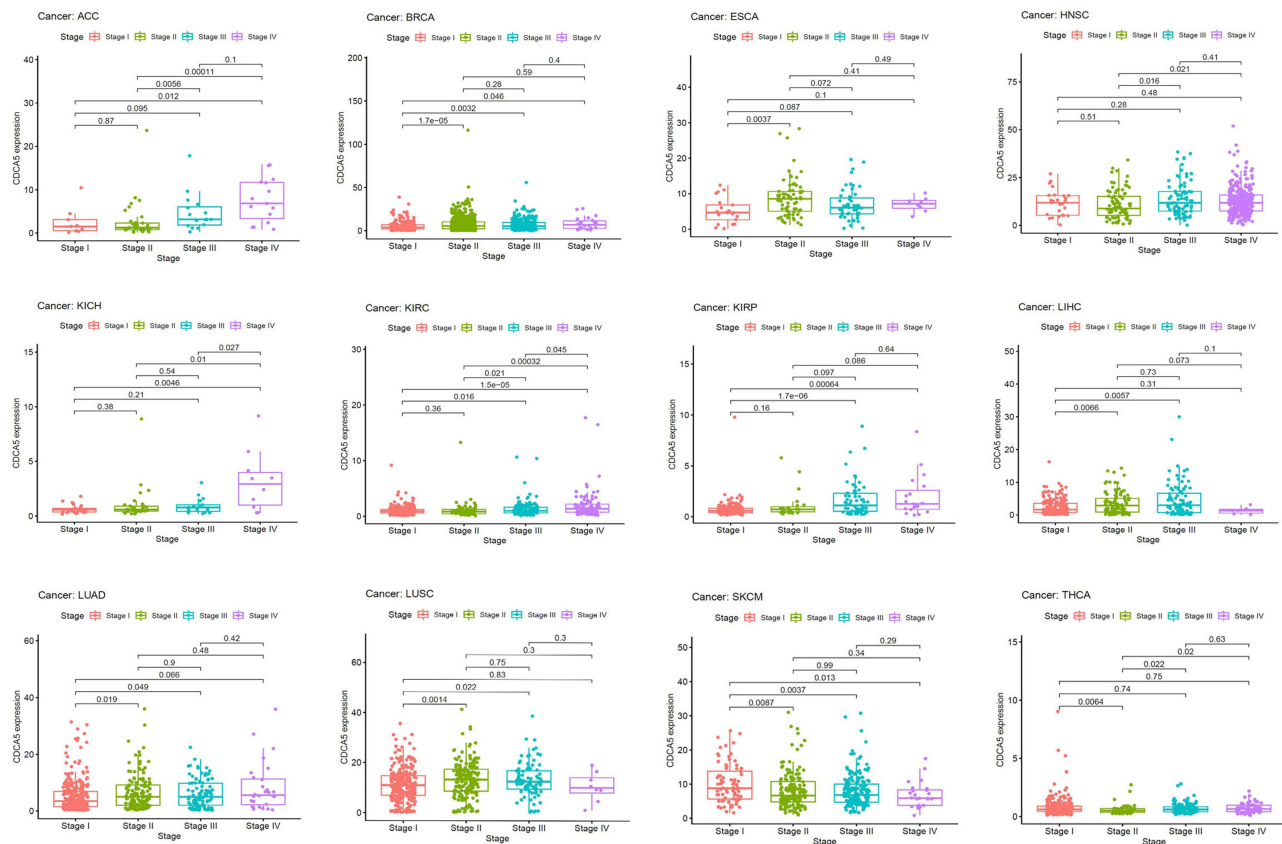 Cancer: ACC
Stage Stage I Stage II Stage III Stage IV
40
30
20
10
0
CDCA5 expression
0.1
0.00011
0.0056
0.012
0.095
0.87
Stage I Stage II Stage III Stage IV
Stage
Cancer: BRCA
Stage Stage I Stage II Stage III Stage IV
200
150
100
50
0
CDCA5 expression
0.4
0.59
0.28
0.046
0.0032
1.7e−05
Stage I Stage II Stage III Stage IV
Stage
Cancer: ESCA
Stage Stage I Stage II Stage III Stage IV
40
30
20
10
0
CDCA5 expression
0.49
0.41
0.072
0.1
0.087
0.0037
Stage I Stage II Stage III Stage IV
Stage
Cancer: HNSC
Stage Stage I Stage II Stage III Stage IV
75
50
25
0
CDCA5 expression
0.41
0.021
0.016
0.48
0.28
0.51
Stage I Stage II Stage III Stage IV
Stage
Cancer: KICH
Stage Stage I Stage II Stage III Stage IV
15
10
5
0
CDCA5 expression
0.027
0.01
0.54
0.0046
0.21
0.38
Stage I Stage II Stage III Stage IV
Stage
Cancer: KIRC
Stage Stage I Stage II Stage III Stage IV
30
20
10
0
CDCA5 expression
0.045
0.00032
0.021
1.5e−05
0.016
0.36
Stage I Stage II Stage III Stage IV
Stage
Cancer: KIRP
Stage Stage I Stage II Stage III Stage IV
15
10
5
0
CDCA5 expression
0.64
0.086
0.097
0.00064
1.7e−06
0.16
Stage I Stage II Stage III Stage IV
Stage
Cancer: LIHC
Stage Stage I Stage II Stage III Stage IV
50
40
30
20
10
0
CDCA5 expression
0.1
0.073
0.73
0.31
0.0057
0.0066
Stage I Stage II Stage III Stage IV
Stage
Cancer: LUAD
Stage Stage I Stage II Stage III Stage IV
60
40
20
0
CDCA5 expression
0.42
0.48
0.9
0.066
0.049
0.019
Stage I Stage II Stage III Stage IV
Stage
Cancer: LUSC
Stage Stage I Stage II Stage III Stage IV
60
40
20
0
CDCA5 expression
0.3
0.3
0.75
0.83
0.022
0.0014
Stage I Stage II Stage III Stage IV
Stage
Cancer: SKCM
Stage Stage I Stage II Stage III Stage IV
50
40
30
20
10
0
CDCA5 expression
0.29
0.34
0.99
0.013
0.0037
0.0087
Stage I Stage II Stage III Stage IV
Stage
Cancer: THCA
Stage Stage I Stage II Stage III Stage IV
15
10
5
0
CDCA5 expression
0.63
0.02
0.022
0.75
0.74
0.0064
Stage I Stage II Stage III Stage IV
Stage